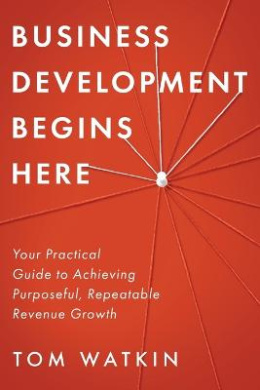 BUSINESS
DEVELOPMENT
BEGINS
HERE
Your Practical
Guide to Achieving
Purposeful, Repeatable
Revenue Growth
TOM WATKIN